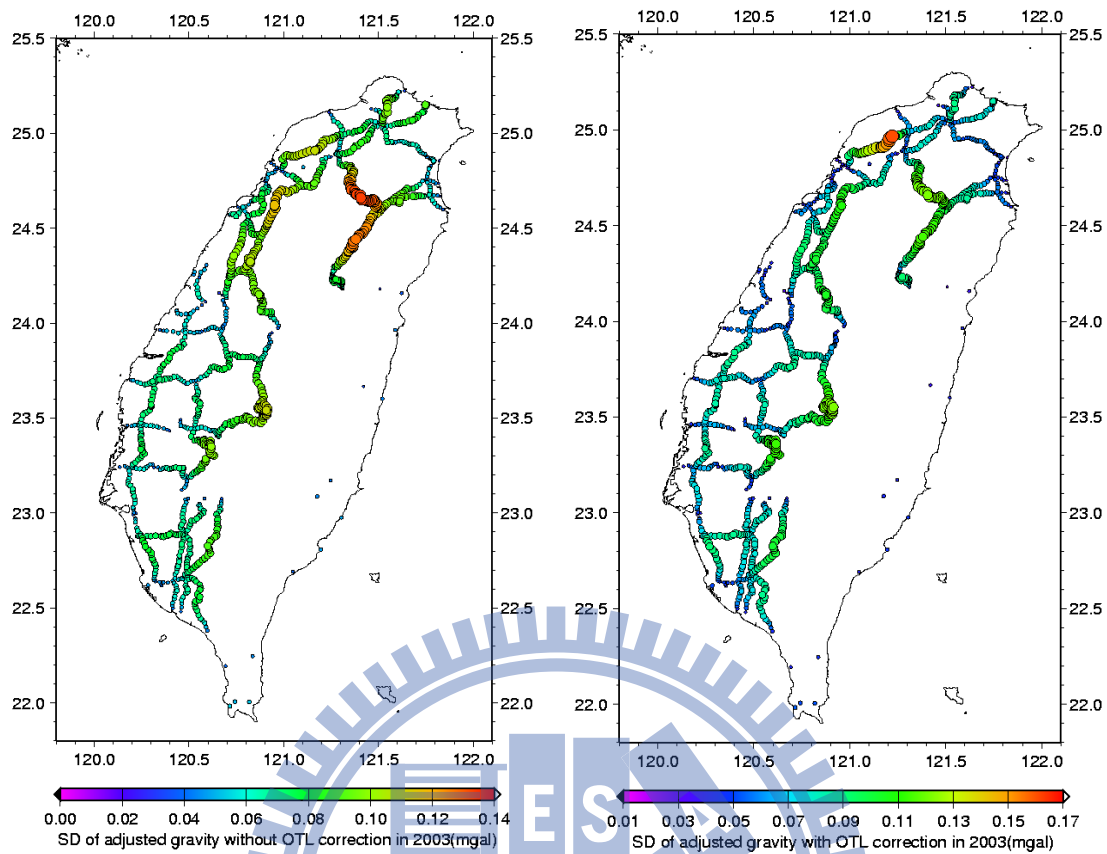 120.0 120.5 121.0 121.5 122.0
25.5 25.5
25.0 25.0
24.5 24.5
24.0 24.0
23.5 23.5
23.0 23.0
22.5 22.5
22.0 22.0
120.0 120.5 121.0 121.5 122.0
0.00 0.02 0.04 0.06 0.08 0.10 0.12 0.14
SD of adjusted gravity without OTL correction in 2003(mgal)
120.0 120.5 121.0 121.5 122.0
25.5 25.5
25.0 25.0
24.5 24.5
24.0 24.0
23.5 23.5
23.0 23.0
22.5 22.5
22.0 22.0
120.0 120.5 121.0 121.5 122.0
0.01 0.03 0.05 0.07 0.09 0.11 0.13 0.15 0.17
SD of adjusted gravity with OTL correction in 2003(mgal)
E S A